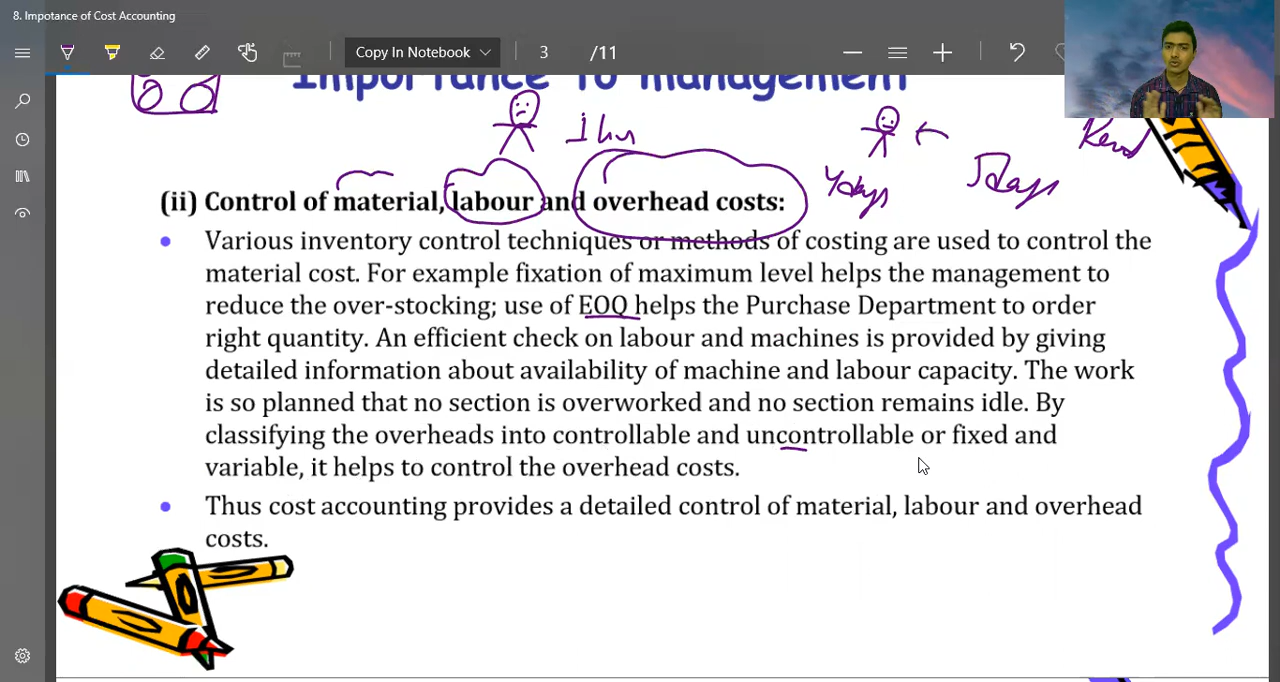 8. Impotance of Cost Accounting
Copy In Notebook
3 /11
Importance To management
1 hr
4days
5days
(ii) Control of material, labour and overhead costs:
• Various inventory control techniques or methods of costing are used to control the
material cost. For example fixation of maximum level helps the management to
reduce the over-stocking; use of EOQ helps the Purchase Department to order
right quantity. An efficient check on labour and machines is provided by giving
detailed information about availability of machine and labour capacity. The work
is so planned that no section is overworked and no section remains idle. By
classifying the overheads into controllable and uncontrollable or fixed and
variable, it helps to control the overhead costs.
• Thus cost accounting provides a detailed control of material, labour and overhead
costs.